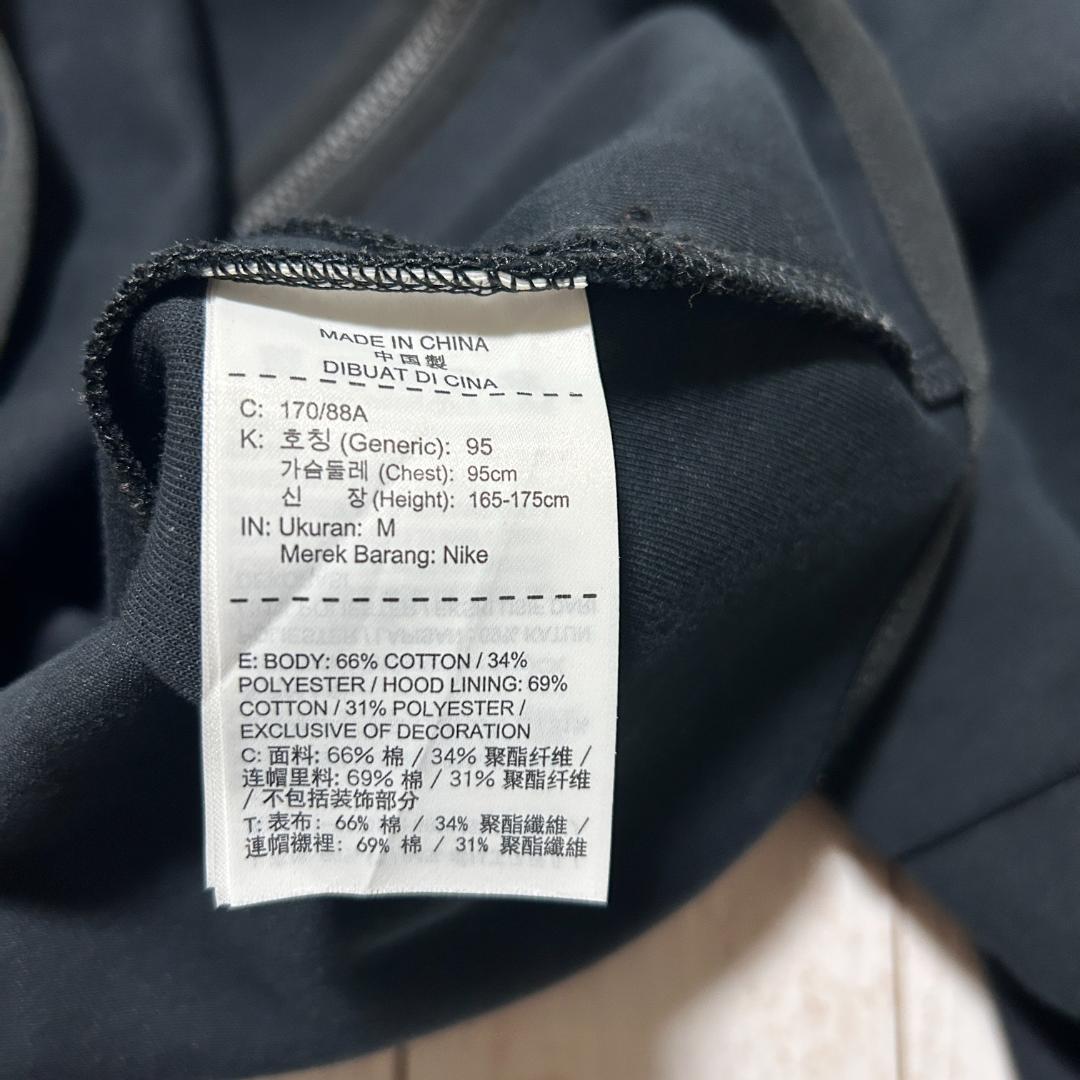 MADE IN CHINA
中国製
DIBUAT DI CINA
C: 170/88A
K: 호칭 (Generic): 95
가슴둘레 (Chest): 95cm
신 장 (Height): 165-175cm
IN: Ukuran: M
Merek Barang: Nike
E: BODY: 66% COTTON / 34%
POLYESTER / HOOD LINING: 69%
COTTON / 31% POLYESTER /
EXCLUSIVE OF DECORATION
C: 面料: 66% 棉 / 34% 聚酯纤维 /
连帽里料: 69% 棉 / 31% 聚酯纤维
/ 不包括装饰部分
T: 表布: 66% 棉 / 34% 聚酯纖維 /
連帽襯裡: 69% 棉 / 31% 聚酯纖維